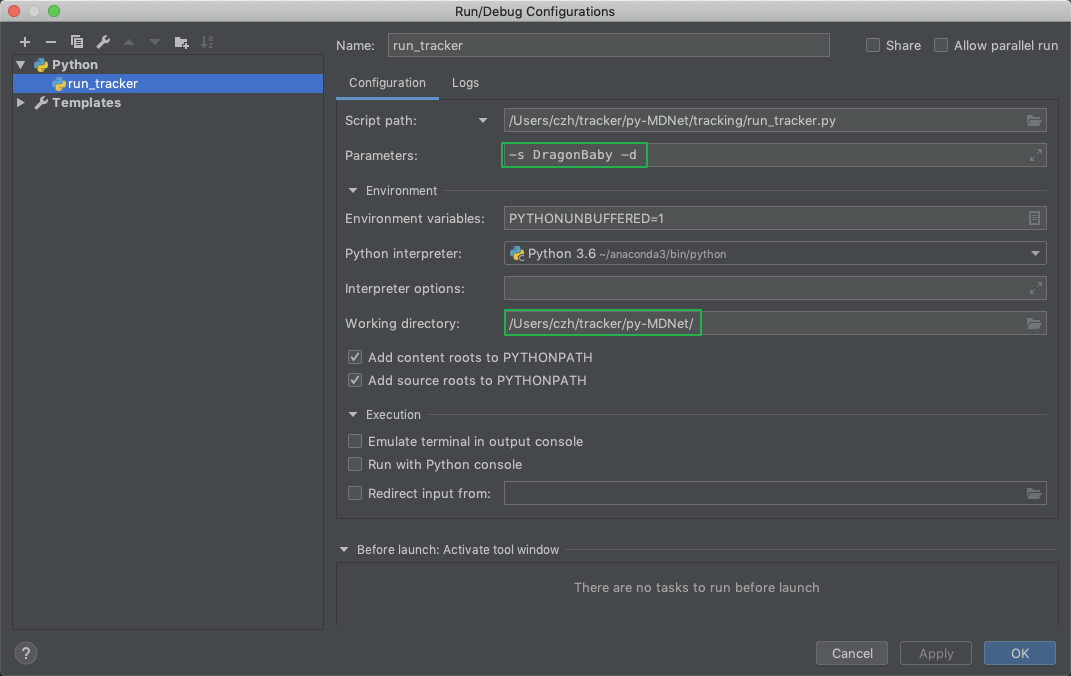 Run/Debug Configurations
Name: run_tracker Share Allow parallel run
Python
run_tracker
Templates
Configuration Logs
Script path: /Users/czh/tracker/py-MDNet/tracking/run_tracker.py
Parameters: -s DragonBaby -d
Environment
Environment variables: PYTHONUNBUFFERED=1
Python interpreter: Python 3.6 ~/anaconda3/bin/python
Interpreter options:
Working directory: /Users/czh/tracker/py-MDNet/
Add content roots to PYTHONPATH
Add source roots to PYTHONPATH
Execution
Emulate terminal in output console
Run with Python console
Redirect input from:
Before launch: Activate tool window
There are no tasks to run before launch
? Cancel Apply OK